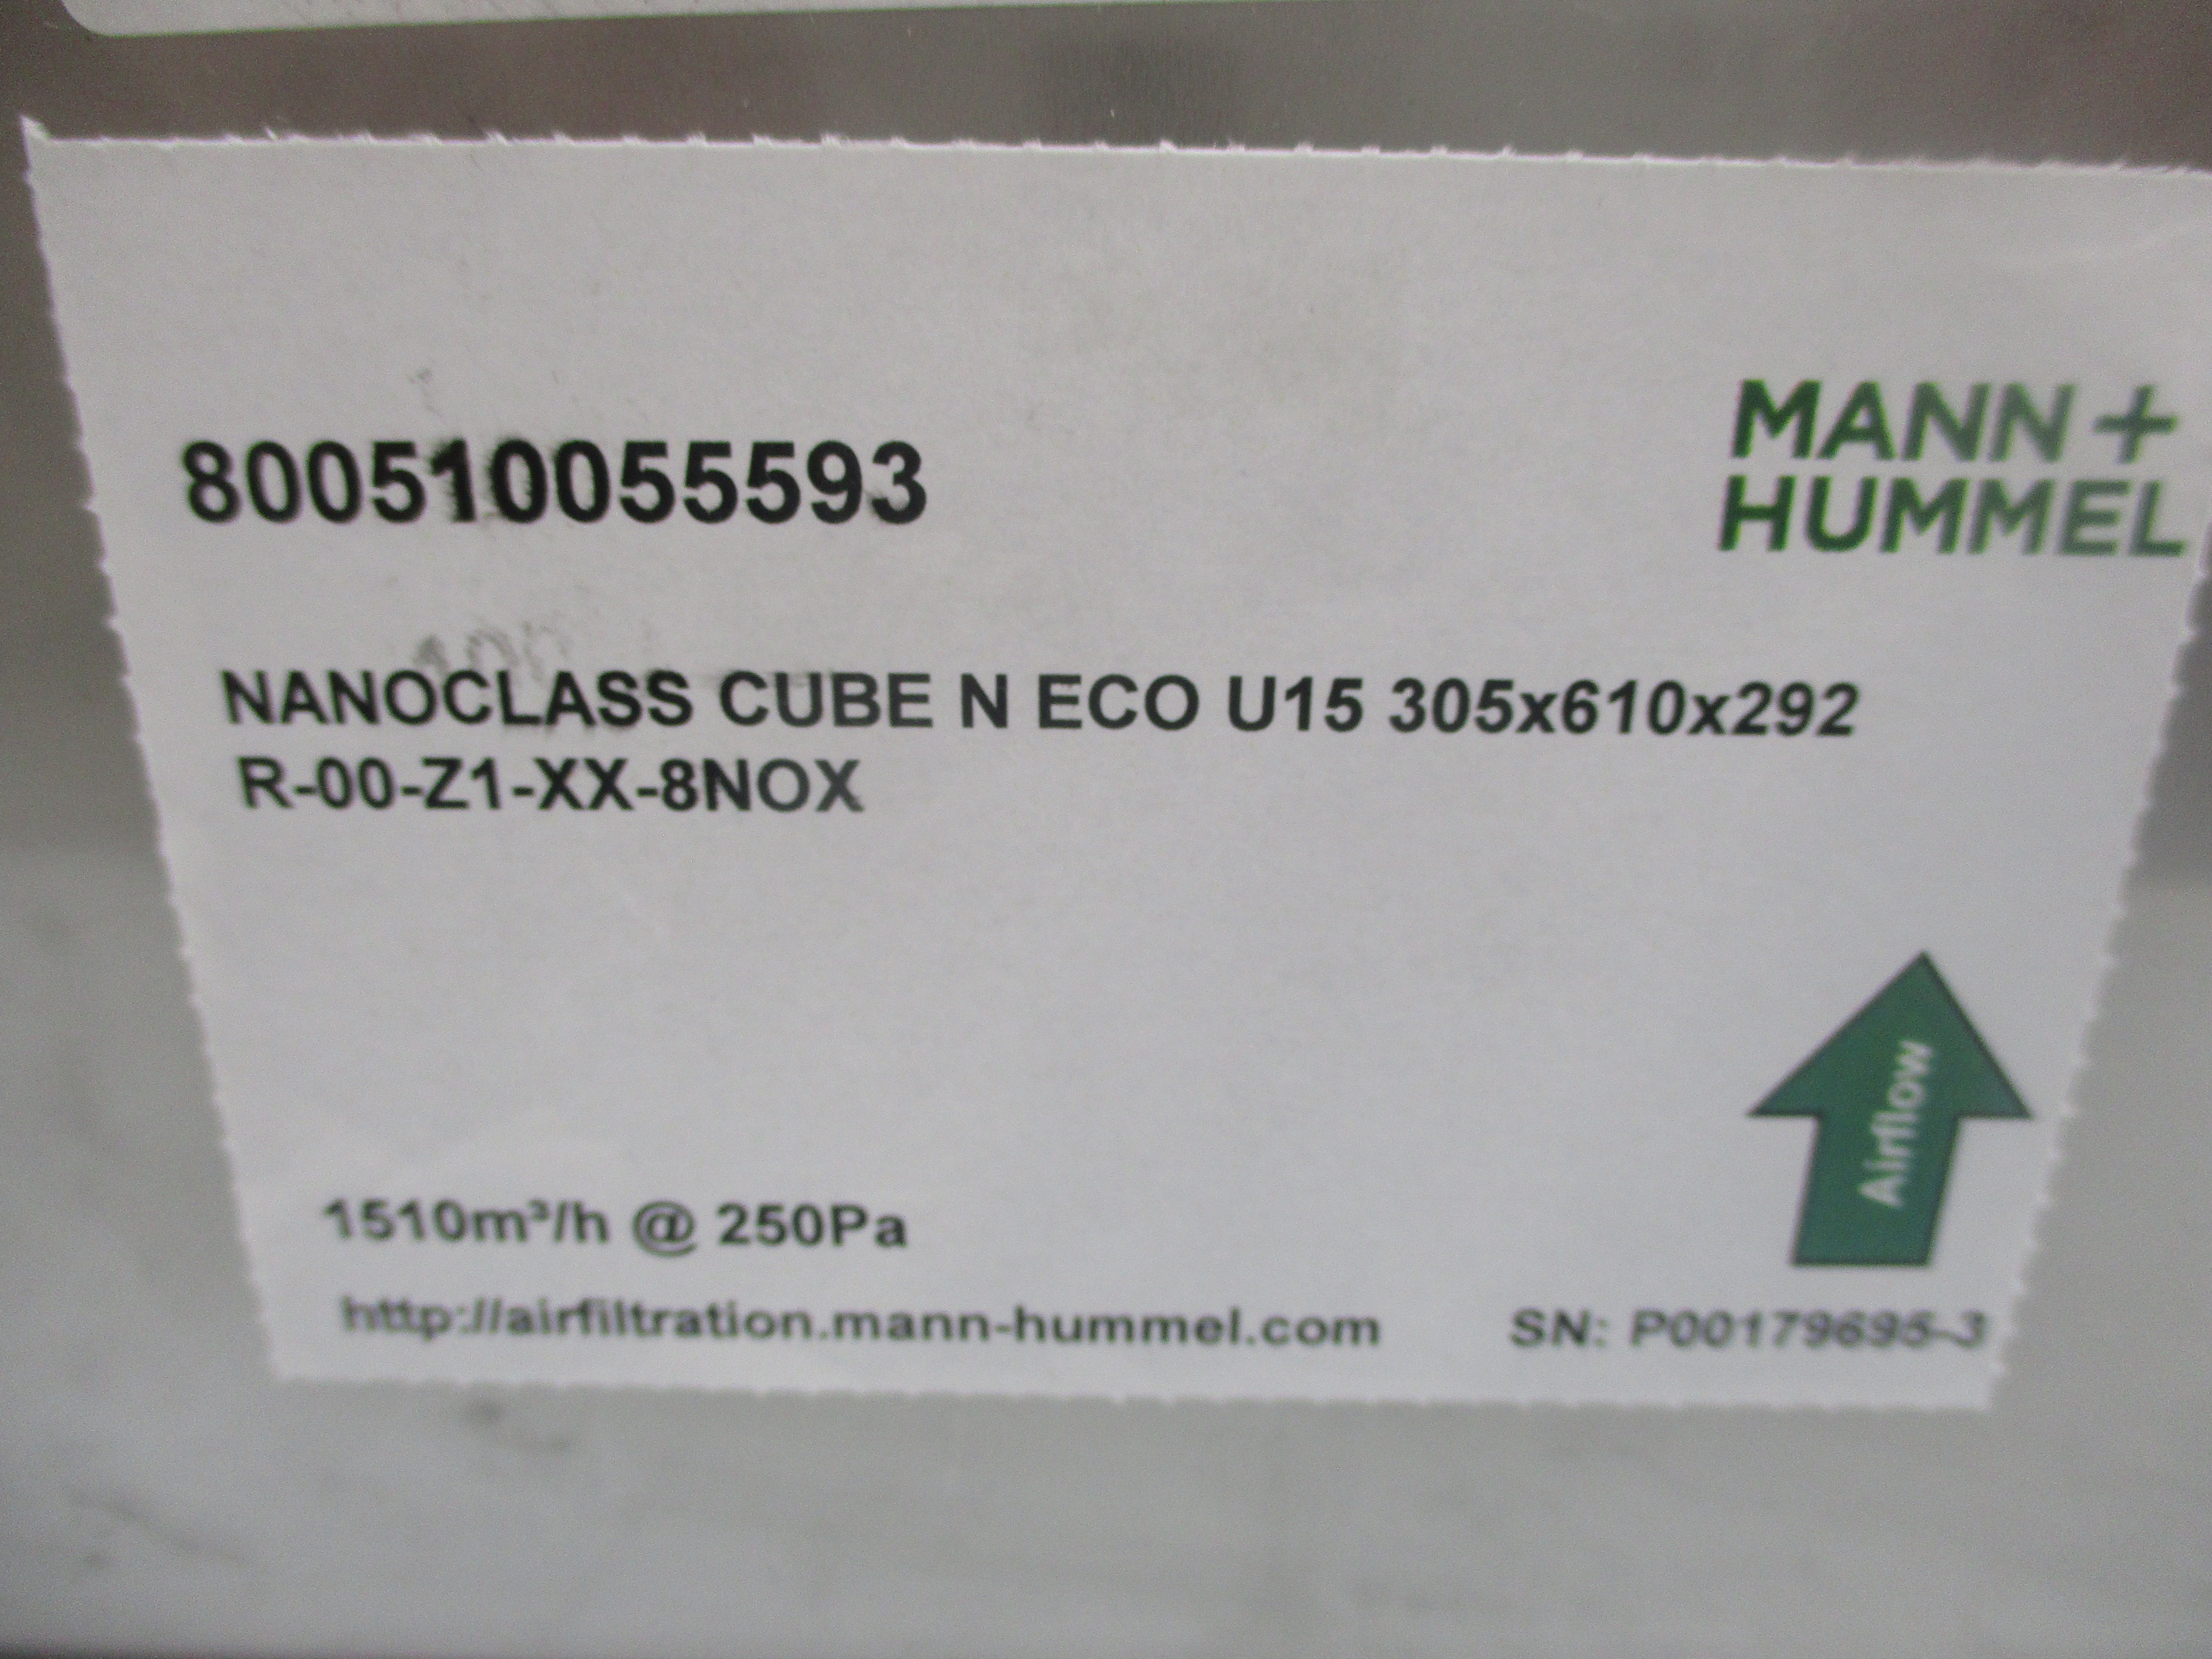 800510055593
MANN+
HUMMEL
NANOCLASS CUBE N ECO U15 305x610x292
R-00-Z1-XX-8NOX
Airflow
1510m³/h @ 250Pa
http://airfiltration.mann-hummel.com
SN: P00179695-3